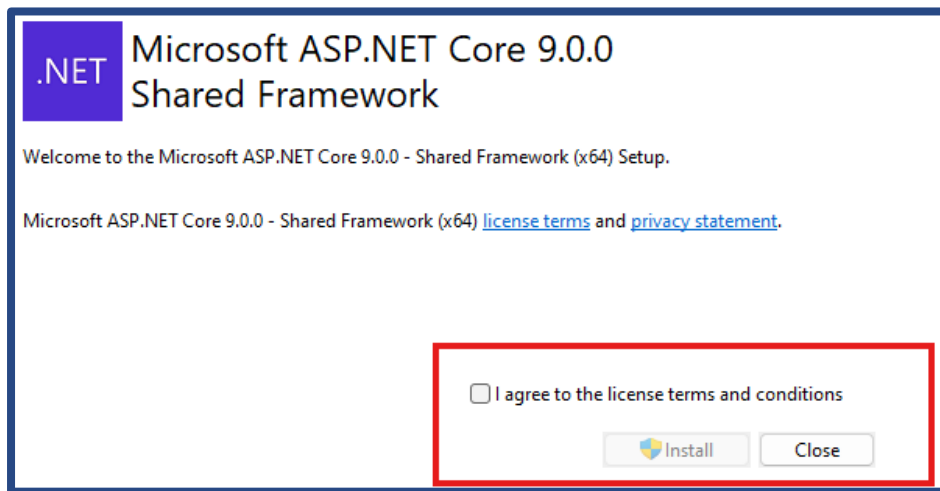 .NET
Microsoft ASP.NET Core 9.0.0
Shared Framework
Welcome to the Microsoft ASP.NET Core 9.0.0 - Shared Framework (x64) Setup.
Microsoft ASP.NET Core 9.0.0 - Shared Framework (x64) license terms and privacy statement.
I agree to the license terms and conditions
Install Close